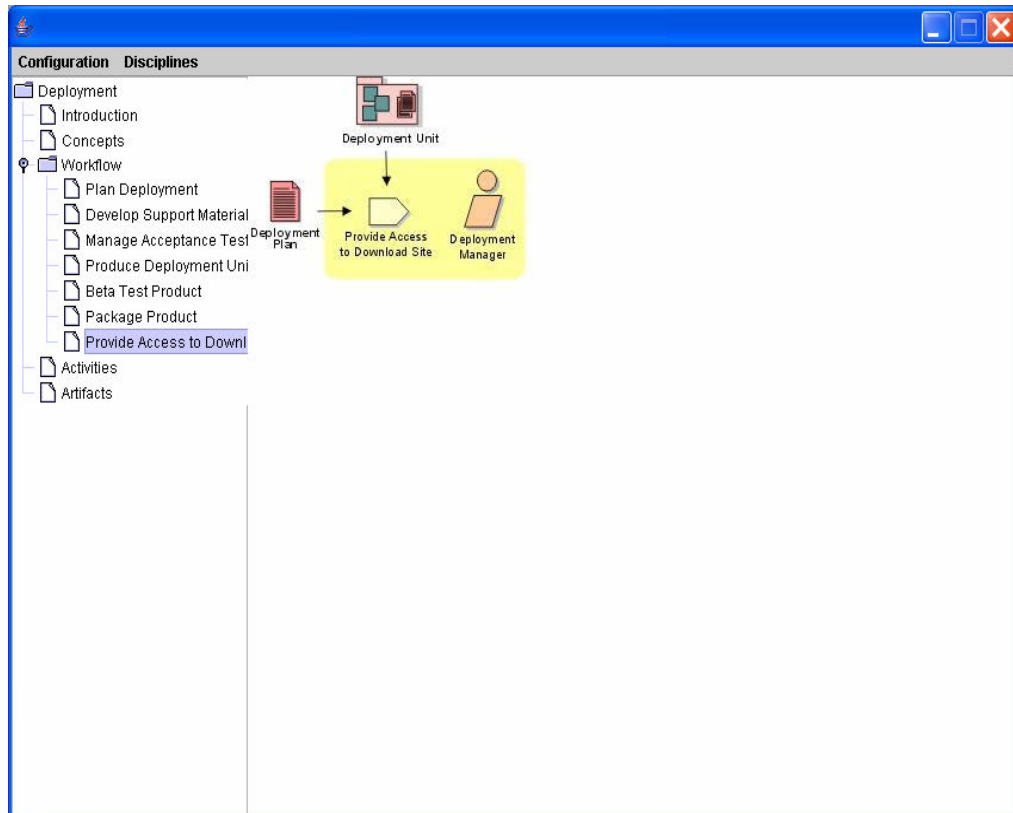 Configuration Disciplines
Deployment
Introduction
Concepts
Workflow
Plan Deployment
Develop Support Material
Manage Acceptance Test
Produce Deployment Uni
Beta Test Product
Package Product
Provide Access to Downl
Activities
Artifacts
Deployment Unit
Deployment
Plan
Provide Access
to Download Site
Deployment
Manager